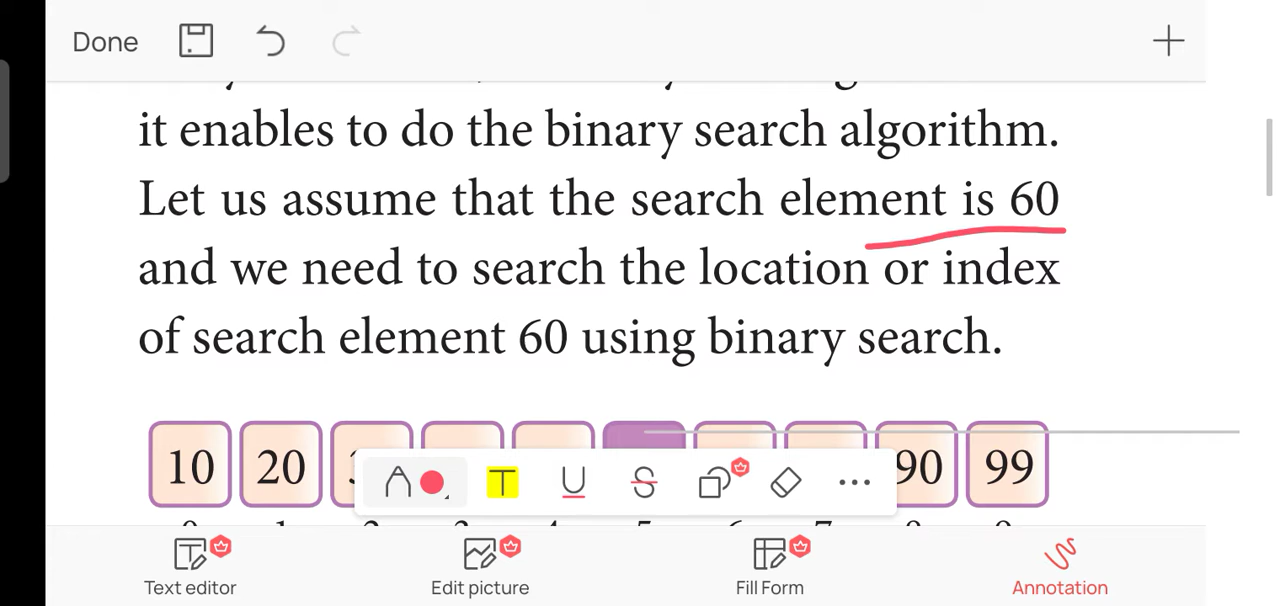 Done
it enables to do the binary search algorithm.
Let us assume that the search element is 60
and we need to search the location or index
of search element 60 using binary search.
10 20 90 99
T U S
Text editor Edit picture Fill Form Annotation